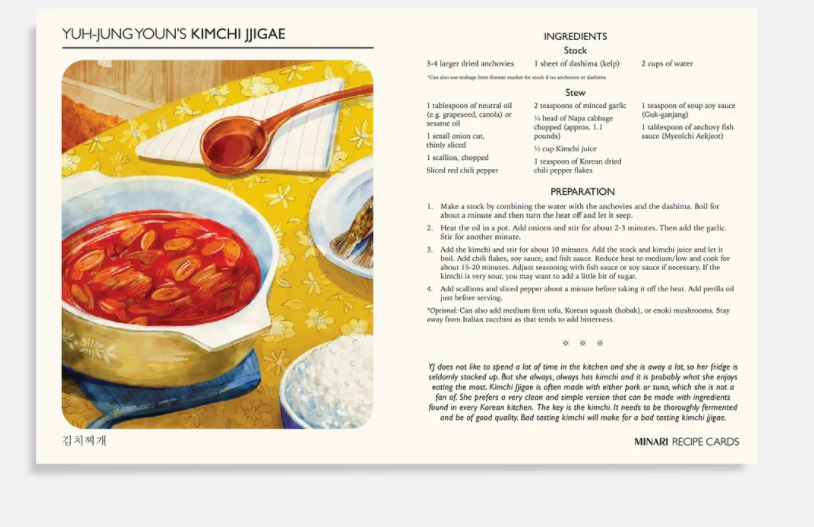 YUH-JUNG YOUN'S KIMCHI JJIGAE
김치찌개
INGREDIENTS
Stock
3-4 larger dried anchovies
1 sheet of dashima (kelp)
2 cups of water
*Can also use teabags from Korean market for stock if no anchovies or dashima
Stew
1 tablespoon of neutral oil
(e.g. grapeseed, canola) or
sesame oil
1 small onion cut,
thinly sliced
1 scallion, chopped
Sliced red chili pepper
2 teaspoons of minced garlic
¼ head of Napa cabbage
chopped (approx. 1.1
pounds)
½ cup Kimchi juice
1 teaspoon of Korean dried
chili pepper flakes
1 teaspoon of soup soy sauce
(Guk-ganjang)
1 tablespoon of anchovy fish
sauce (Myeolchi Aekjeot)
PREPARATION
1. Make a stock by combining the water with the anchovies and the dashima. Boil for
about a minute and then turn the heat off and let it seep.
2. Heat the oil in a pot. Add onions and stir for about 2-3 minutes. Then add the garlic.
Stir for another minute.
3. Add the kimchi and stir for about 10 minutes. Add the stock and kimchi juice and let it
boil. Add chili flakes, soy sauce, and fish sauce. Reduce heat to medium/low and cook for
about 15-20 minutes. Adjust seasoning with fish sauce or soy sauce if necessary. If the
kimchi is very sour, you may want to add a little bit of sugar.
4. Add scallions and sliced pepper about a minute before taking it off the heat. Add perilla oil
just before serving.
*Optional: Can also add medium firm tofu, Korean squash (hobak), or enoki mushrooms. Stay
away from Italian zucchini as that tends to add bitterness.
YJ does not like to spend a lot of time in the kitchen and she is away a lot, so her fridge is
seldomly stocked up. But she always, always has kimchi and it is probably what she enjoys
eating the most. Kimchi Jjigae is often made with either pork or tuna, which she is not a
fan of. She prefers a very clean and simple version that can be made with ingredients
found in every Korean kitchen. The key is the kimchi. It needs to be thoroughly fermented
and be of good quality. Bad tasting kimchi will make for a bad tasting kimchi jjigae.
MINARI RECIPE CARDS